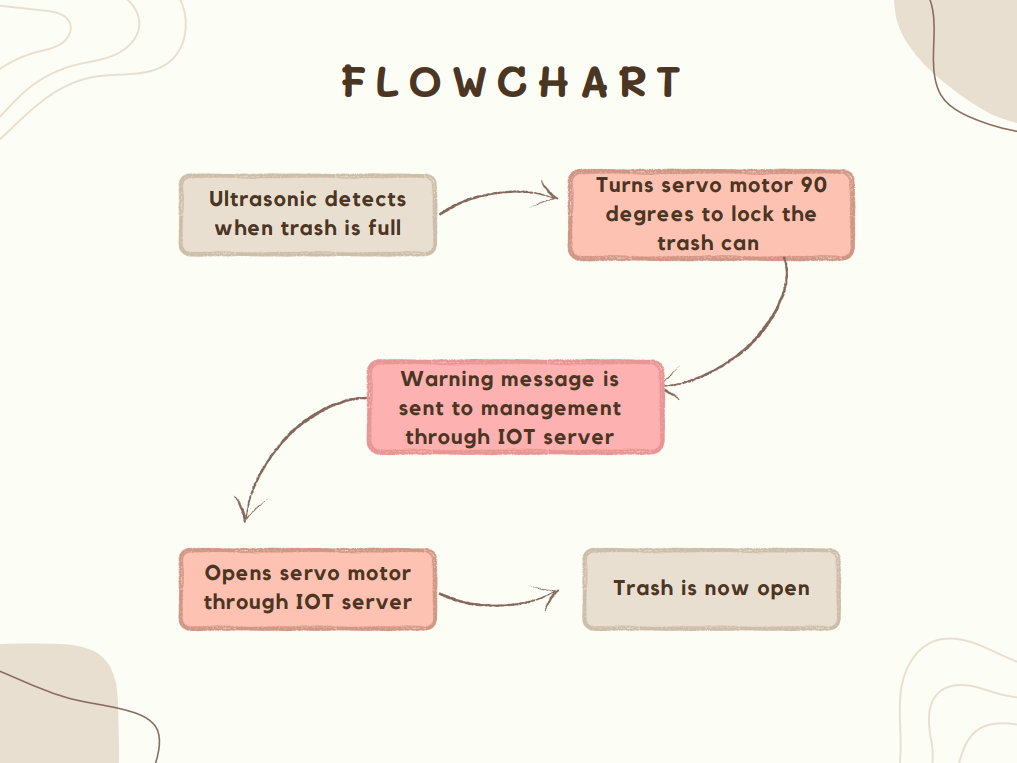 FLOWCHART
Ultrasonic detects
when trash is full
Turns servo motor 90
degrees to lock the
trash can
Warning message is
sent to management
through IOT server
Opens servo motor
through IOT server
Trash is now open